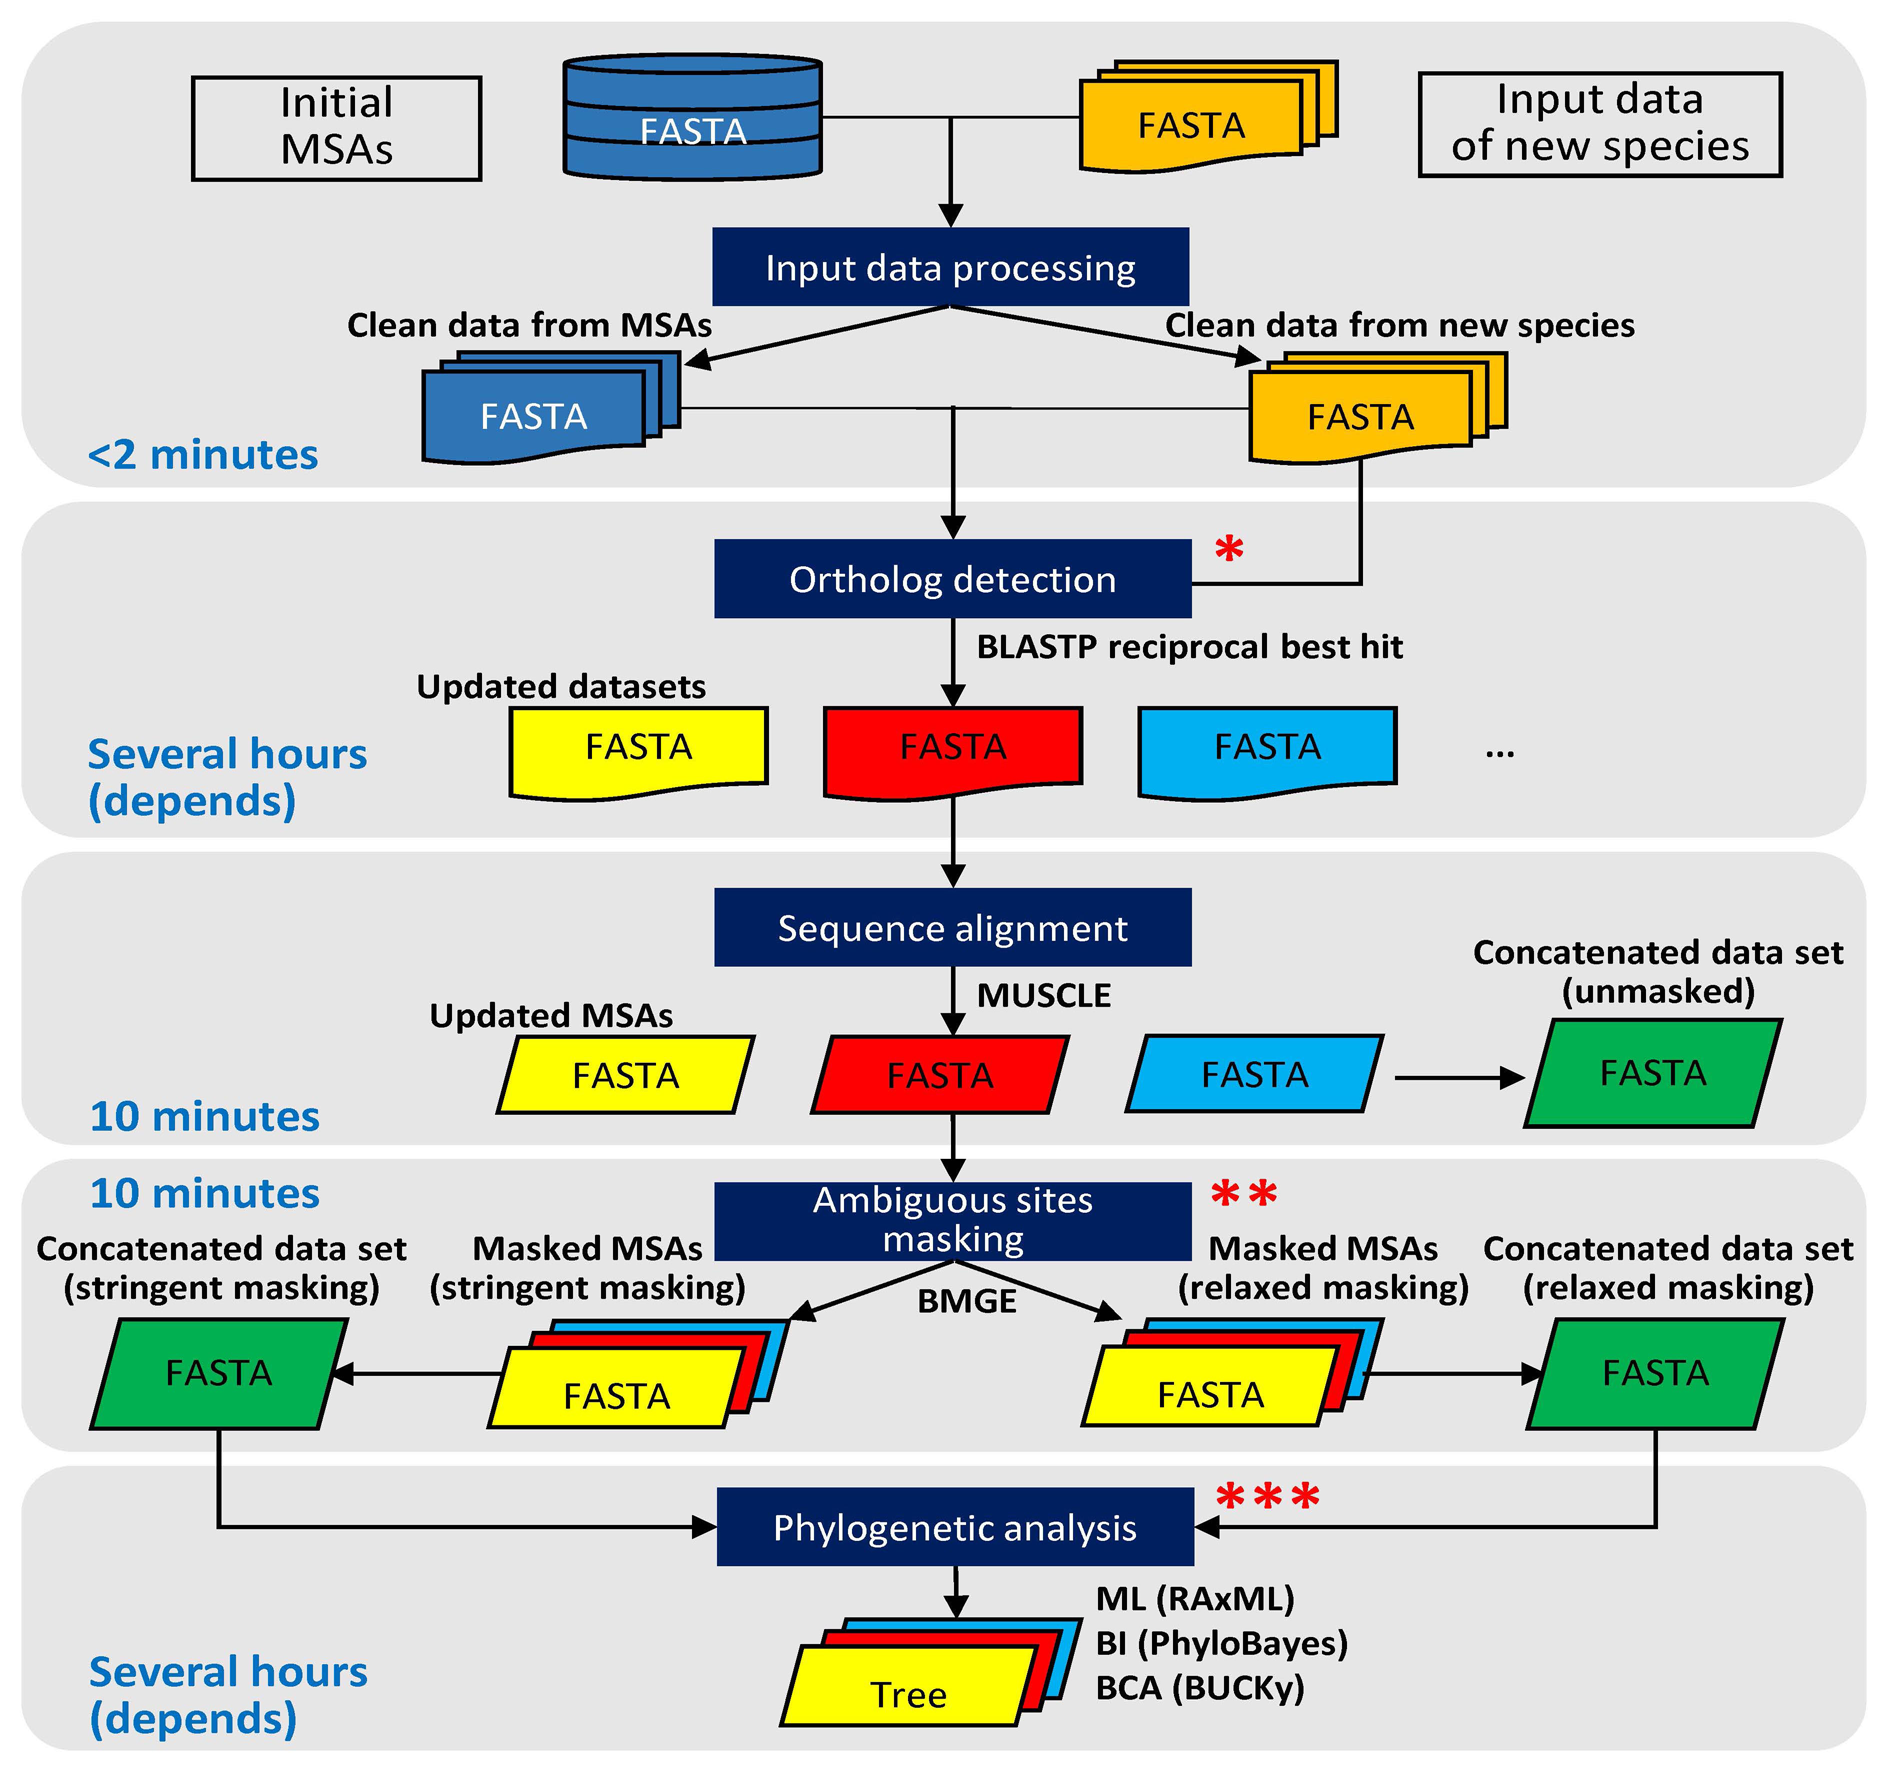 Initial
MSAs
FASTA
FASTA
Input data
of new species
Input data processing
Clean data from MSAs
Clean data from new species
FASTA
FASTA
<2 minutes
Ortholog detection
*
BLASTP reciprocal best hit
Updated datasets
FASTA
FASTA
FASTA
...
Several hours
(depends)
Sequence alignment
MUSCLE
Concatenated data set
(unmasked)
Updated MSAs
FASTA
FASTA
FASTA
FASTA
10 minutes
10 minutes
Ambiguous sites
masking
**
Concatenated data set
(stringent masking)
Masked MSAs
(stringent masking)
BMGE
Masked MSAs
(relaxed masking)
Concatenated data set
(relaxed masking)
FASTA
FASTA
FASTA
FASTA
Phylogenetic analysis
***
ML (RAxML)
BI (PhyloBayes)
BCA (BUCKy)
Tree
Several hours
(depends)